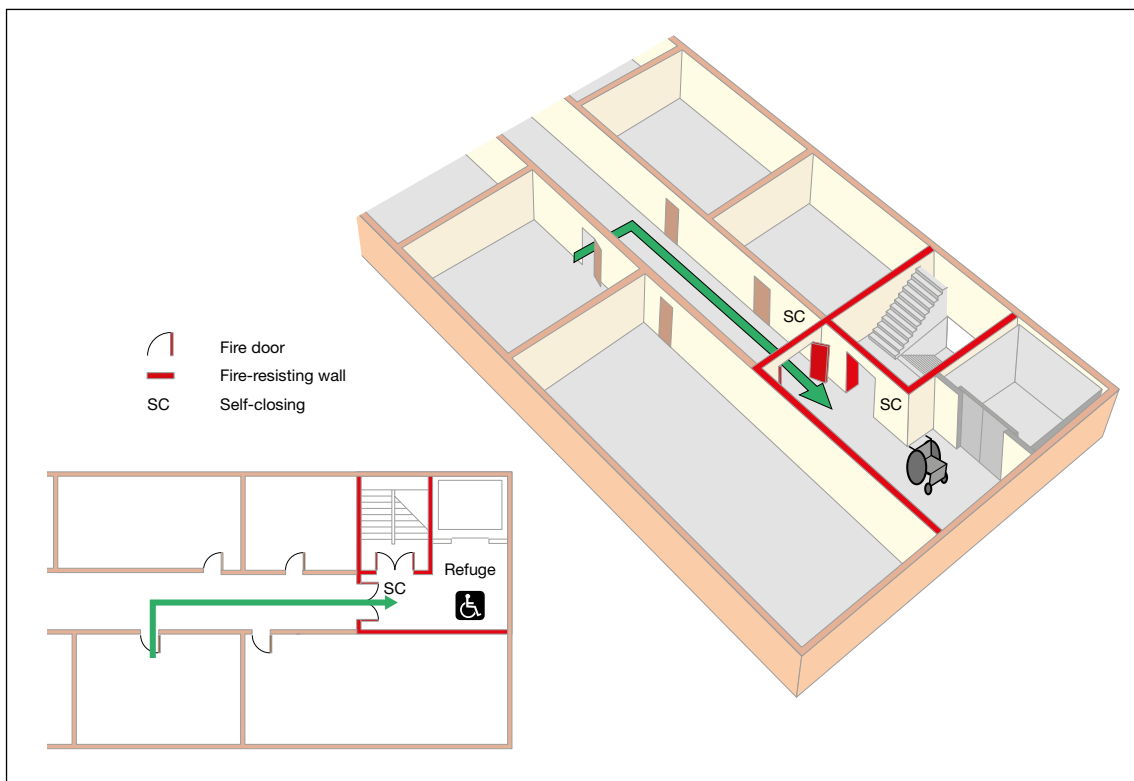 SC
SC
Fire door
Fire-resisting wall
SC Self-closing
Refuge
SC